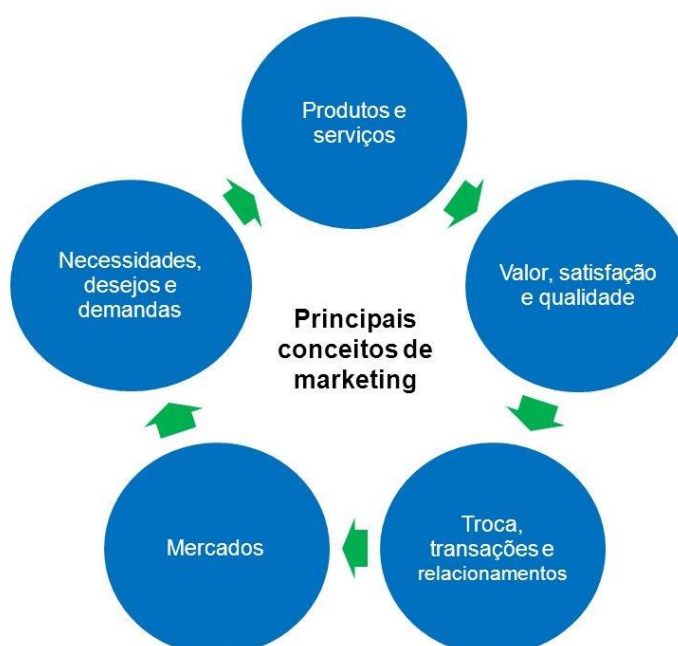 Produtos e
serviços
Necessidades,
desejos e
demandas
Valor, satisfação
e qualidade
Principais
conceitos de
marketing
Mercados
Troca,
transações e
relacionamentos